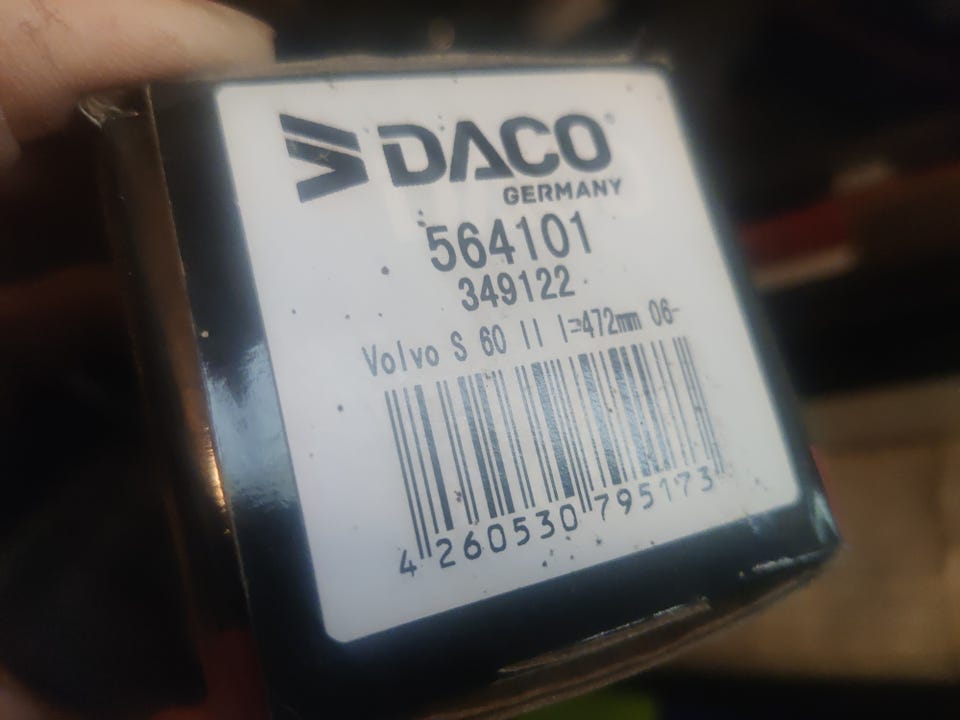 DACO
GERMANY
564101
349122
Volvo S 60 II l=472mm 06-
4 260530 795173